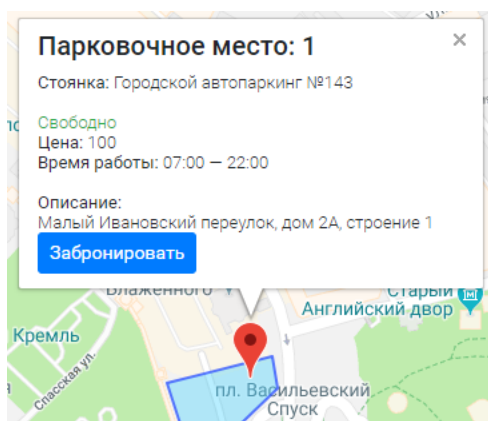 Парковочное место: 1
×
Стоянка: Городской автопаркинг №143
Свободно
Цена: 100
Время работы: 07:00 — 22:00
Описание:
Малый Ивановский переулок, дом 2А, строение 1
Забронировать
Блаженного
Старый
Английский двор
Кремль
Спасская ул.
пл. Васильевский
Спуск